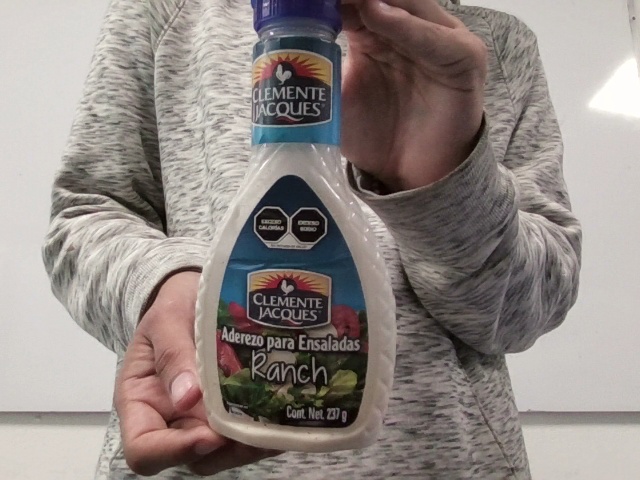 CLEMENTE
JACQUES
EXCESO
CALORÍAS
EXCESO
SODIO
CLEMENTE
JACQUES
Aderezo para Ensaladas
Ranch
Cont. Net. 237 g